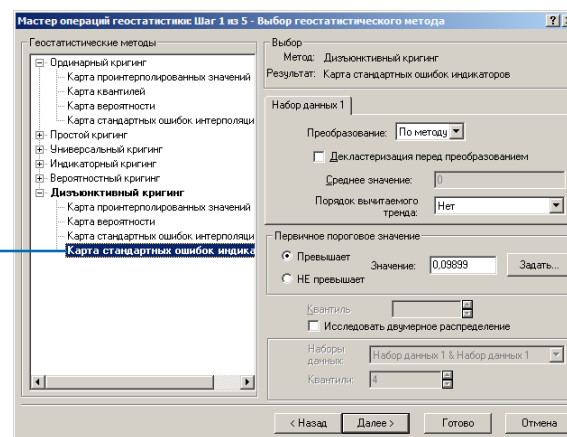 Мастер операций геостатистики: Шаг 1 из 5 - Выбор геостатистического метода
Геостатистические методы
Ординарный кригинг
Карта проинтерполированных значений
Карта квантилей
Карта вероятности
Карта стандартных ошибок интерполяци
Простой кригинг
Универсальный кригинг
Индикаторный кригинг
Вероятностный кригинг
Дизъюнктивный кригинг
Карта проинтерполированных значений
Карта вероятности
Карта стандартных ошибок интерполяци
Карта стандартных ошибок индика
Выбор
Метод: Дизъюнктивный кригинг
Результат: Карта стандартных ошибок индикаторов
Набор данных 1
Преобразование: По методу
Декластеризация перед преобразованием
Среднее значение: 0
Порядок вычитаемого тренда: Нет
Первичное пороговое значение
Превышает
НЕ превышает
Значение: 0,09899 Задать...
Квантиль
Исследовать двумерное распределение
Наборы данных: Набор данных 1 & Набор данных 1
Квантили: 4
< Назад Далее > Готово Отмена